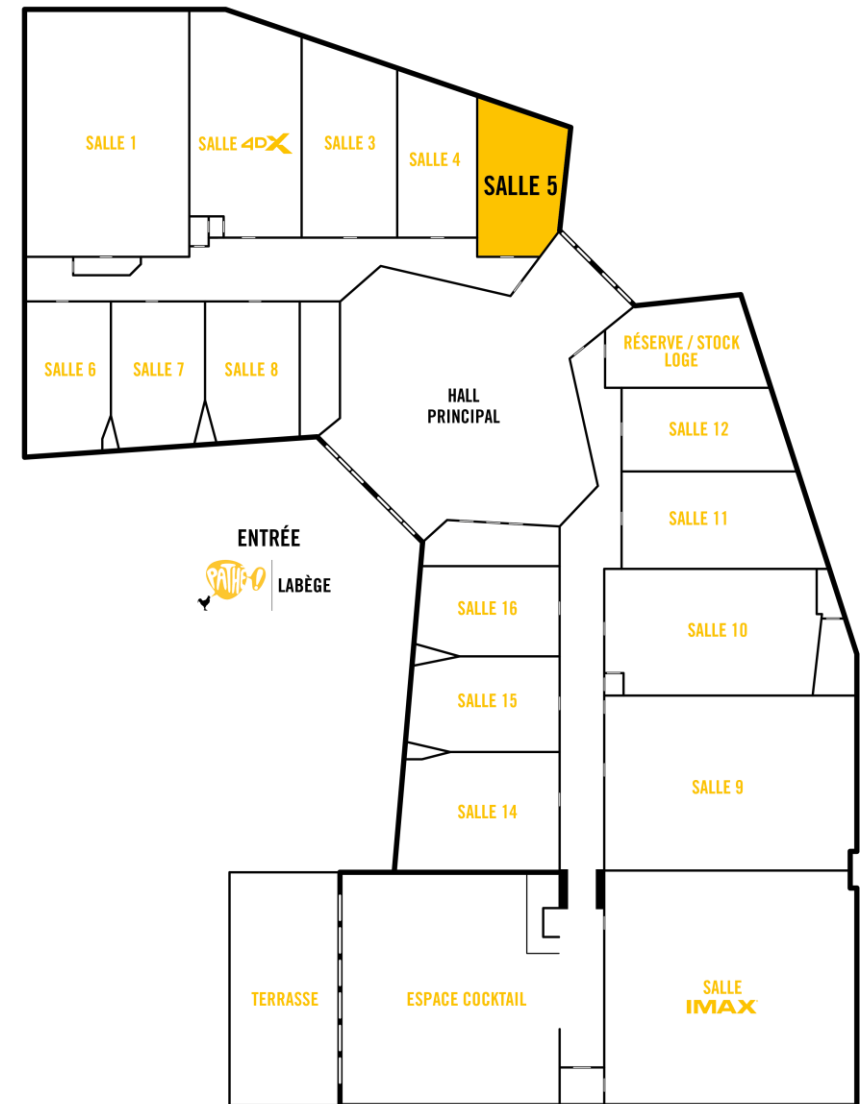 SALLE 1
SALLE 4DX
SALLE 3
SALLE 4
SALLE 5
SALLE 6
SALLE 7
SALLE 8
HALL
PRINCIPAL
RÉSERVE / STOCK
LOGE
SALLE 12
SALLE 11
ENTRÉE
PATHÉ!
LABÈGE
SALLE 16
SALLE 10
SALLE 15
SALLE 9
SALLE 14
TERRASSE
ESPACE COCKTAIL
SALLE
IMAX